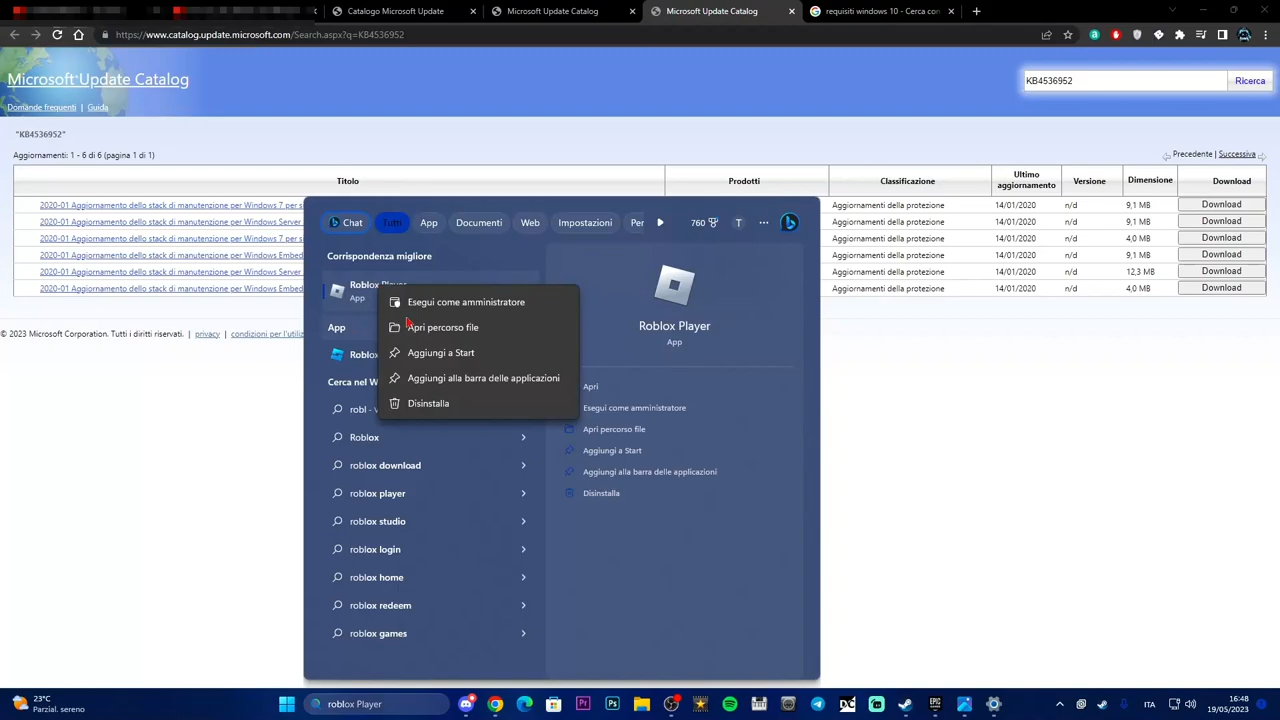 Catalogo Microsoft Update
Microsoft Update Catalog
Microsoft Update Catalog
requisiti windows 10 - Cerca con
https://www.catalog.update.microsoft.com/Search.aspx?q=KB4536952
Microsoft Update Catalog
KB4536952
Ricerca
Domande frequenti | Guida
"KB4536952"
Aggiornamenti: 1 - 6 di 6 (pagina 1 di 1)
Precedente | Successiva
Titolo Prodotti Classificazione Ultimo aggiornamento Versione Dimensione Download
2020-01 Aggiornamento dello stack di manutenzione per Windows 7 per s Aggiornamenti della protezione 14/01/2020 n/d 9,1 MB Download
2020-01 Aggiornamento dello stack di manutenzione per Windows Server Aggiornamenti della protezione 14/01/2020 n/d 9,1 MB Download
2020-01 Aggiornamento dello stack di manutenzione per Windows 7 per s Aggiornamenti della protezione 14/01/2020 n/d 4,0 MB Download
2020-01 Aggiornamento dello stack di manutenzione per Windows Embed Aggiornamenti della protezione 14/01/2020 n/d 9,1 MB Download
2020-01 Aggiornamento dello stack di manutenzione per Windows Server Aggiornamenti della protezione 14/01/2020 n/d 12,3 MB Download
2020-01 Aggiornamento dello stack di manutenzione per Windows Embed Aggiornamenti della protezione 14/01/2020 n/d 4,0 MB Download
© 2023 Microsoft Corporation. Tutti i diritti riservati. | privacy | condizioni per l'utiliz
Chat Tutti App Documenti Web Impostazioni Per 760 T
Corrispondenza migliore
Roblox Player
App
App
Roblox
Cerca nel W
robl - v
Roblox
roblox download
roblox player
roblox studio
roblox login
roblox home
roblox redeem
roblox games
Esegui come amministratore
Apri percorso file
Aggiungi a Start
Aggiungi alla barra delle applicazioni
Disinstalla
Roblox Player
App
Apri
Esegui come amministratore
Apri percorso file
Aggiungi a Start
Aggiungi alla barra delle applicazioni
Disinstalla
23°C
Parzial. sereno
roblox Player
Pr
Ps
EPIC
ITA
16:48
19/05/2023